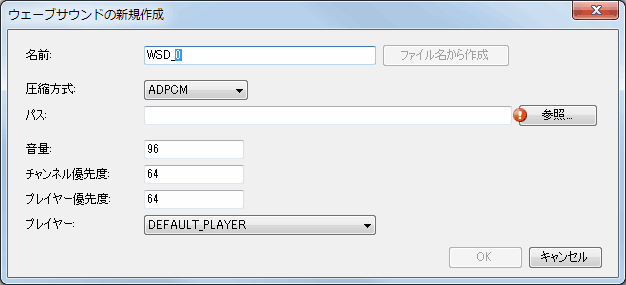 ウェーブサウンドの新規作成
名前: WSD_0 ファイル名から作成
圧縮方式: ADPCM
パス: 参照...
音量: 96
チャンネル優先度: 64
プレイヤー優先度: 64
プレイヤー: DEFAULT_PLAYER
OK キャンセル